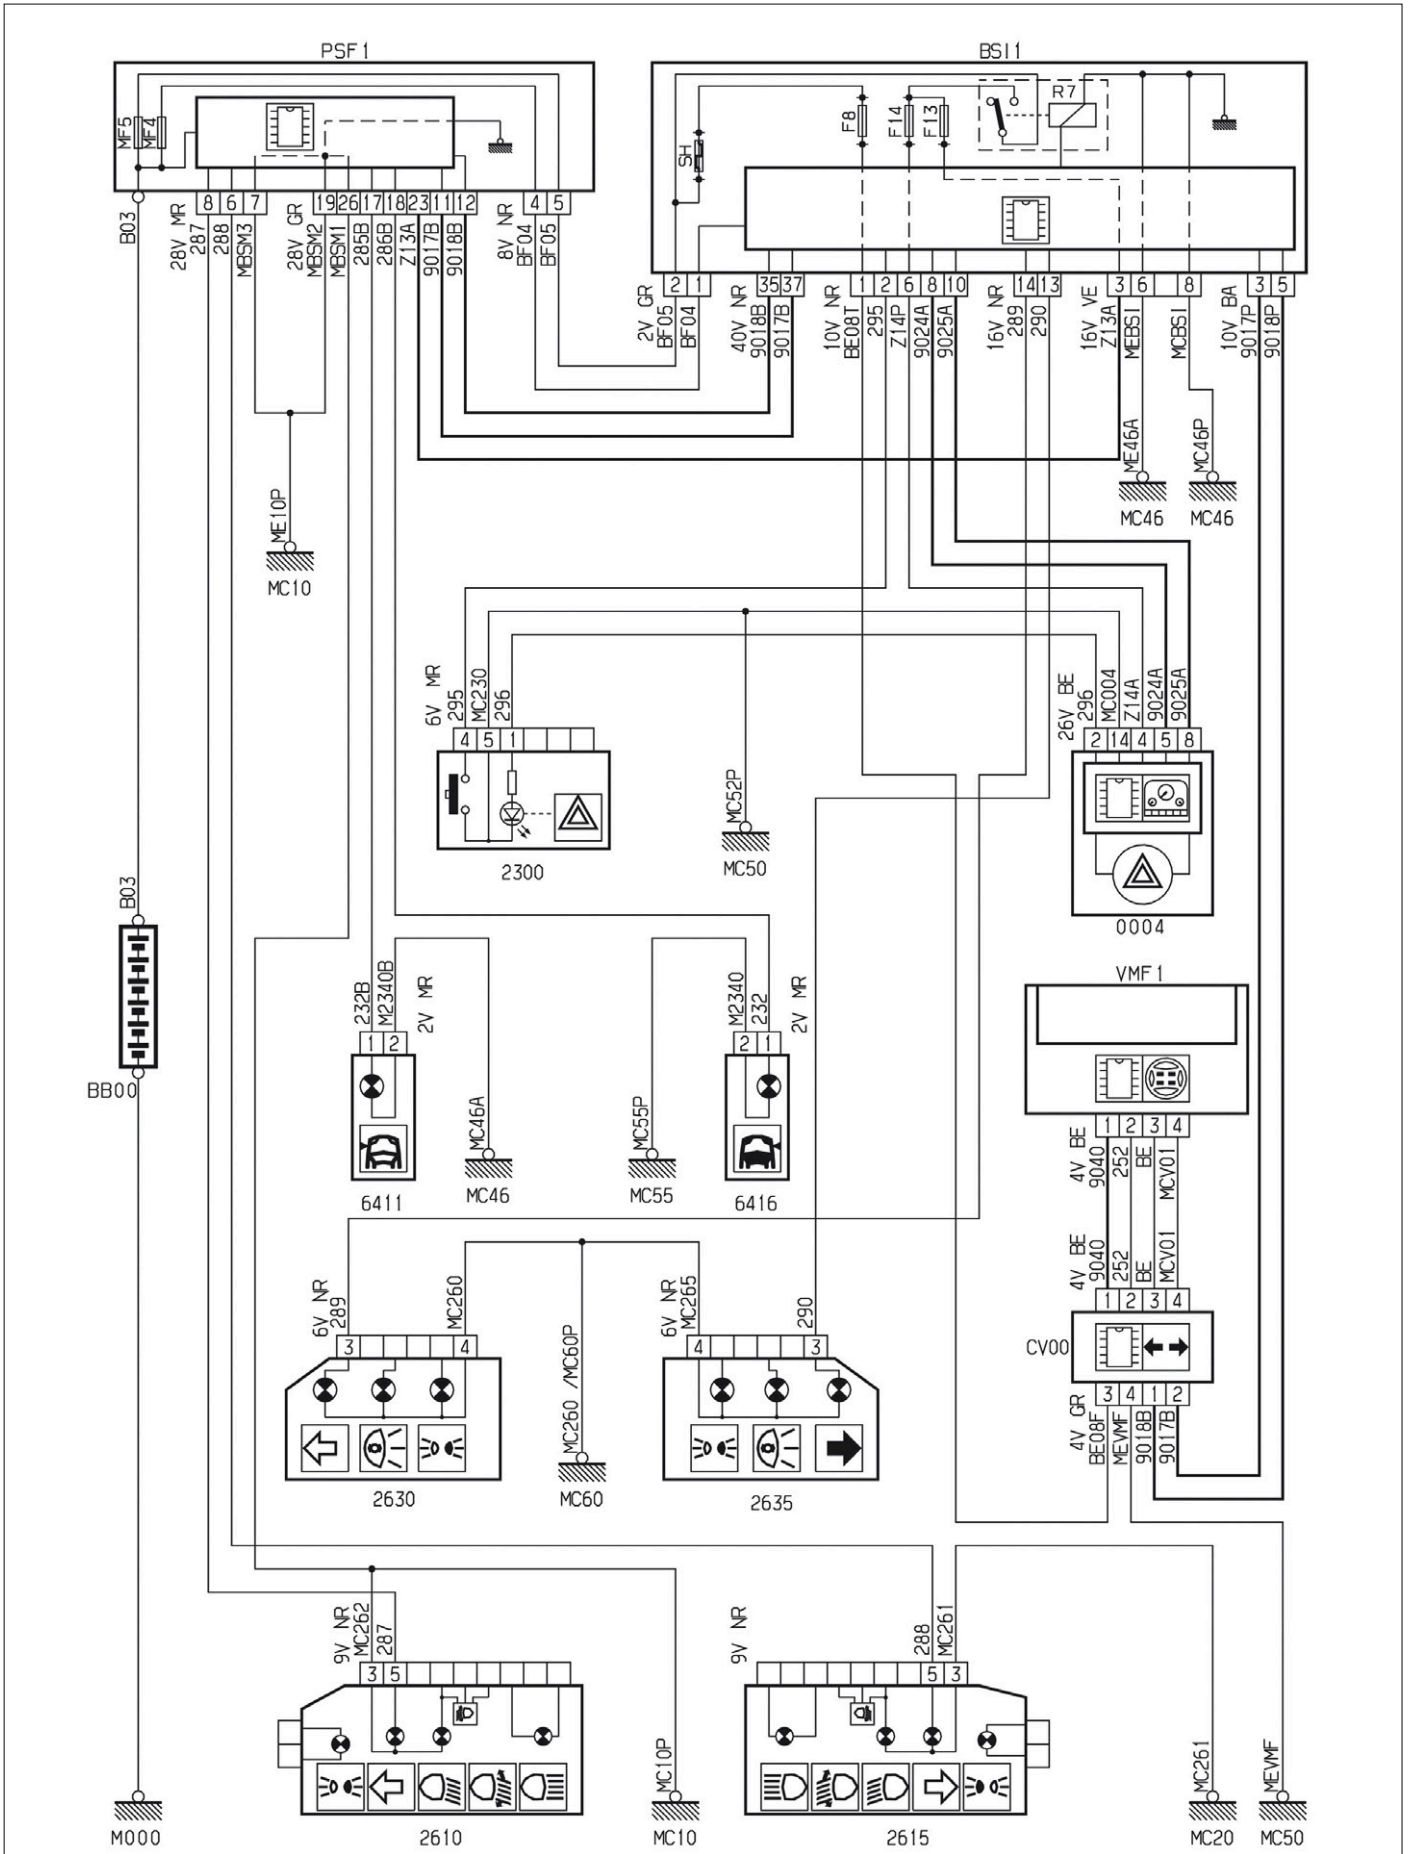 PSF1
BSI1
MF5
MF4
SH
F8
F14
F13
R7
8 6 7 19 26 17 18 23 11 12 4 5
B03
28V MR
287
288
MBSM3
28V GR
MBSM2
MBSM1
285B
286B
Z13A
9017B
9018B
8V NR
BF04
BF05
2 1 35 37 1 2 6 8 10 14 13 3 6 8 3 5
2V GR
BF05
BF04
40V NR
9018B
9017B
10V NR
BE08T
295
Z14P
9024A
9025A
16V NR
289
290
16V VE
Z13A
MEBSI
MCBSI
10V BA
9017P
9018P
ME46A
MC46P
MC46
MC46
ME10P
MC10
6V MR
295
MC230
296
4 5 1
2300
MC52P
MC50
26V BE
296
MC004
Z14A
9024A
9025A
2 14 4 5 8
0004
B03
BB00
232B
M2340B
2V MR
1 2
6411
MC46A
MC46
M2340
232
2V MR
2 1
6416
MC55P
MC55
VMF1
1 2 3 4
4V BE
9040
252
BE
MCV01
4V BE
9040
252
BE
MCV01
1 2 3 4
CV00
3 4 1 2
4V GR
BE08F
MEVMF
9018B
9017B
6V NR
289
MC260
3 4
2630
MC260 /MC60P
MC60
6V NR
MC265
290
4 3
2635
9V NR
MC262
287
3 5
2610
MC10P
MC10
9V NR
288
MC261
5 3
2615
MC261
MC20
MEVMF
MC50
M000